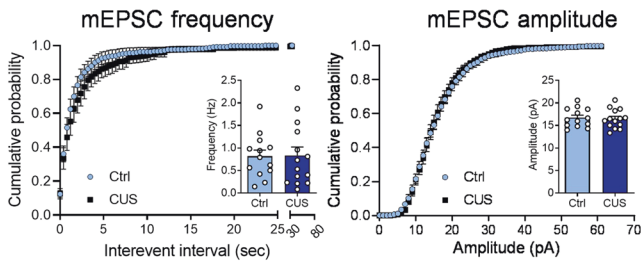 mEPSC frequency
Cumulative probability
1.0
0.8
0.6
0.4
0.2
0.0
0
5
10
15
20
25
30
80
Interevent interval (sec)
Ctrl
CUS
Frequency (Hz)
2.5
2.0
1.5
1.0
0.5
0.0
Ctrl
CUS
mEPSC amplitude
Cumulative probability
1.0
0.8
0.6
0.4
0.2
0.0
0
10
20
30
40
50
60
70
Amplitude (pA)
Ctrl
CUS
Amplitude (pA)
25
20
15
10
5
0
Ctrl
CUS